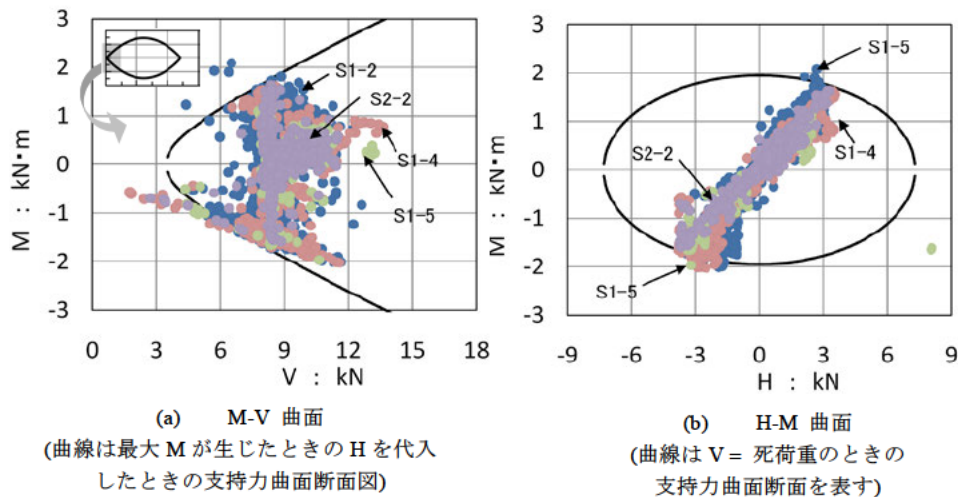 3
2
1
0
-1
-2
-3
M : kN•m
0
3
6
9
12
15
18
V : kN
S1-2
S2-2
S1-4
S1-5
(a) M-V 曲面
(曲線は最大 M が生じたときの H を代入
したときの支持力曲面断面図)
3
2
1
0
-1
-2
-3
M : kN•m
-9
-6
-3
0
3
6
9
H : kN
S1-5
S2-2
S1-4
S1-5
(b) H-M 曲面
(曲線は V = 死荷重のときの
支持力曲面断面を表す)